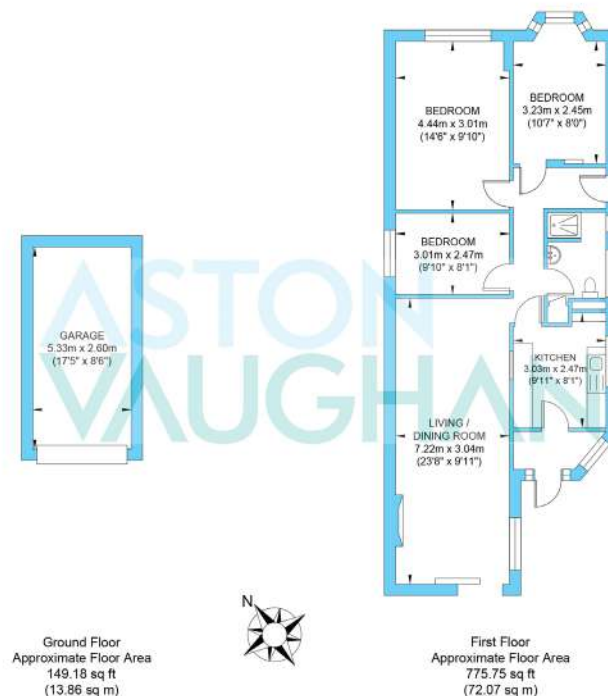 BEDROOM
4.44m x 3.01m
(14'6" x 9'10")
BEDROOM
3.23m x 2.45m
(10'7" x 8'0")
BEDROOM
3.01m x 2.47m
(9'10" x 8'1")
ASTON
VAUGHAN
GARAGE
5.33m x 2.60m
(17'5" x 8'6")
KITCHEN
3.03m x 2.47m
(9'11" x 8'1")
LIVING /
DINING ROOM
7.22m x 3.04m
(23'8" x 9'11")
N
Ground Floor
Approximate Floor Area
149.18 sq ft
(13.86 sq m)
First Floor
Approximate Floor Area
775.75 sq ft
(72.07 sq m)